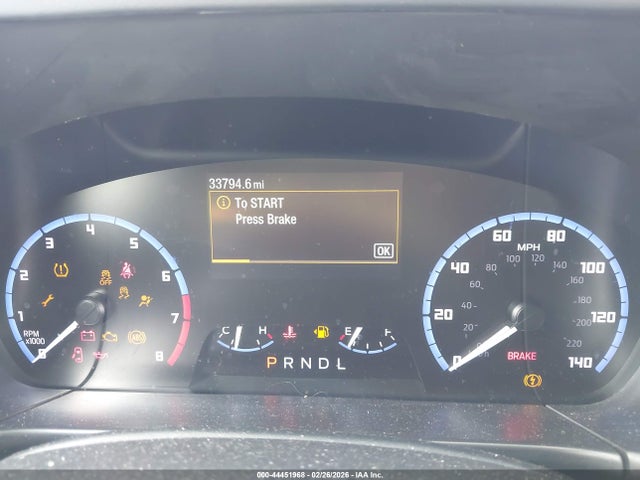 33794.6 mi
To START
Press Brake
OK
0 1 2 3 4 5 6 7 8
RPM
x1000
OFF
ABS
C H
E F
P R N D L
0 20 40 60 80 100 120 140
MPH
20 40 60 80 100 120 140 160 180 200 220
BRAKE
000-44451968 02/26/2026 ©IAA Inc.